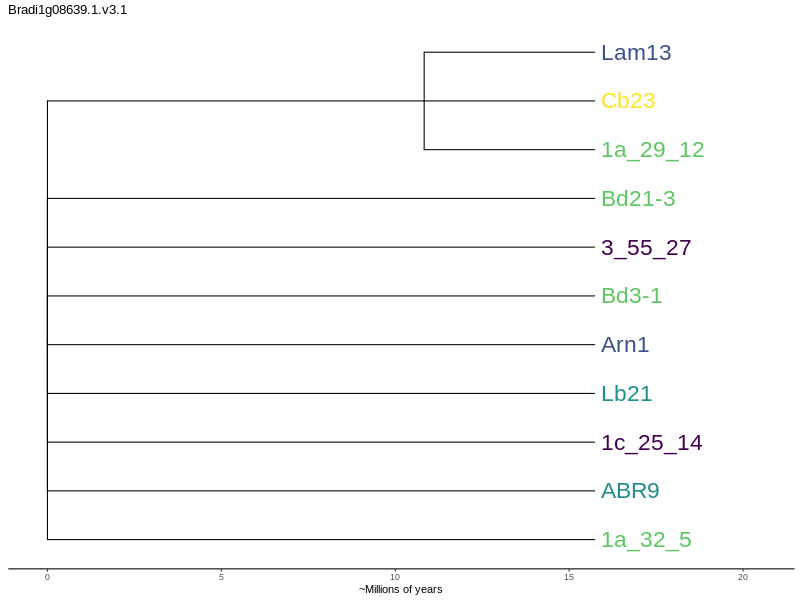 Bradi1g08639.1.v3.1
Lam13
Cb23
1a_29_12
Bd21-3
3_55_27
Bd3-1
Arn1
Lb21
1c_25_14
ABR9
1a_32_5
0 5 10 15 20
~Millions of years